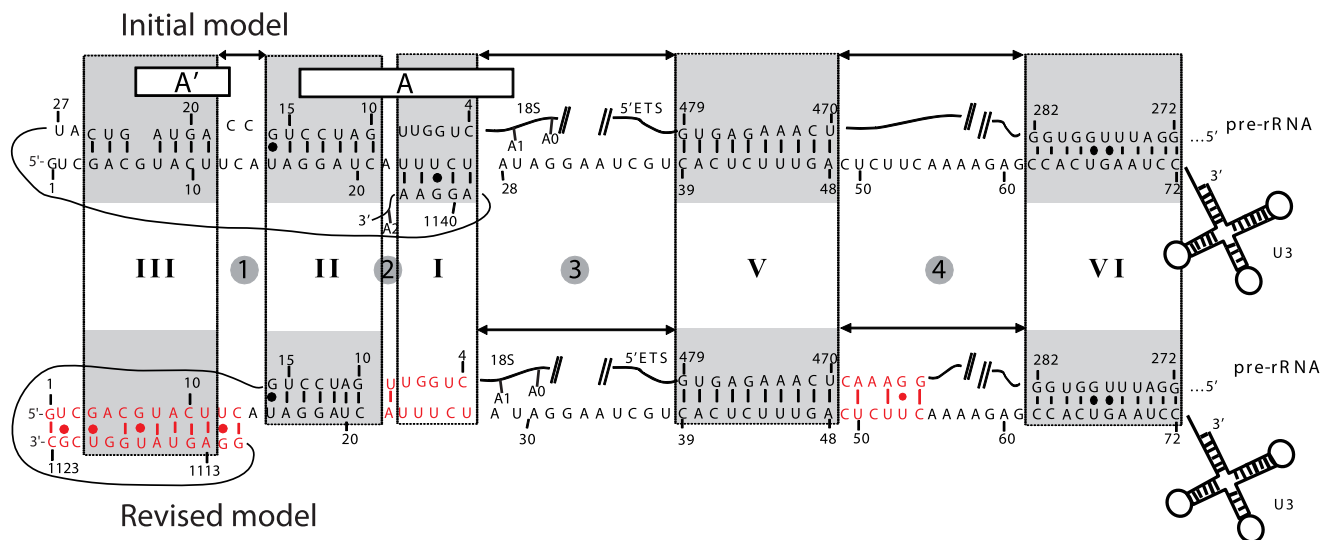 Initial model
A'
A
27 20 15 10 4 18S 5'ETS 479 470 282 272
U A C U G A U G A C C G U C C U A G U U G G U C A1 A0 G U G A G A A A C U G G U G G U U U A G G ...5' pre-rRNA
5'- G U C G A C G U A C U U U C A U A G G A U C A U U U C U A U A G G A A U C G U C A C U C U U U G A C U C U U C A A A A G A G C C A C U G A A U C C
1 10 20 28 39 48 50 60 72 3'
A A G G A
3' A2 1140
U3
III 1 II 2 I 3 V 4 VI
1 10 15 10 4 18S 5'ETS 479 470 282 272
G U C C U A G U U G G U C A1 A0 G U G A G A A A C U C A A A G G G G U G G U U U A G G ...5' pre-rRNA
5'- G U C G A C G U A C U U C A U A G G A U C A U U U C U A U A G G A A U C G U C A C U C U U U G A C U C U U C A A A A G A G C C A C U G A A U C C
3'- C G C U G G U A U G A G G
1123 1113 20 30 39 48 50 60 72 3'
U3
Revised model